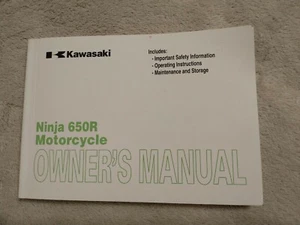 Kawasaki
Includes:
- Important Safety Information
- Operating Instructions
- Maintenance and Storage
Ninja 650R
Motorcycle
OWNER'S MANUAL